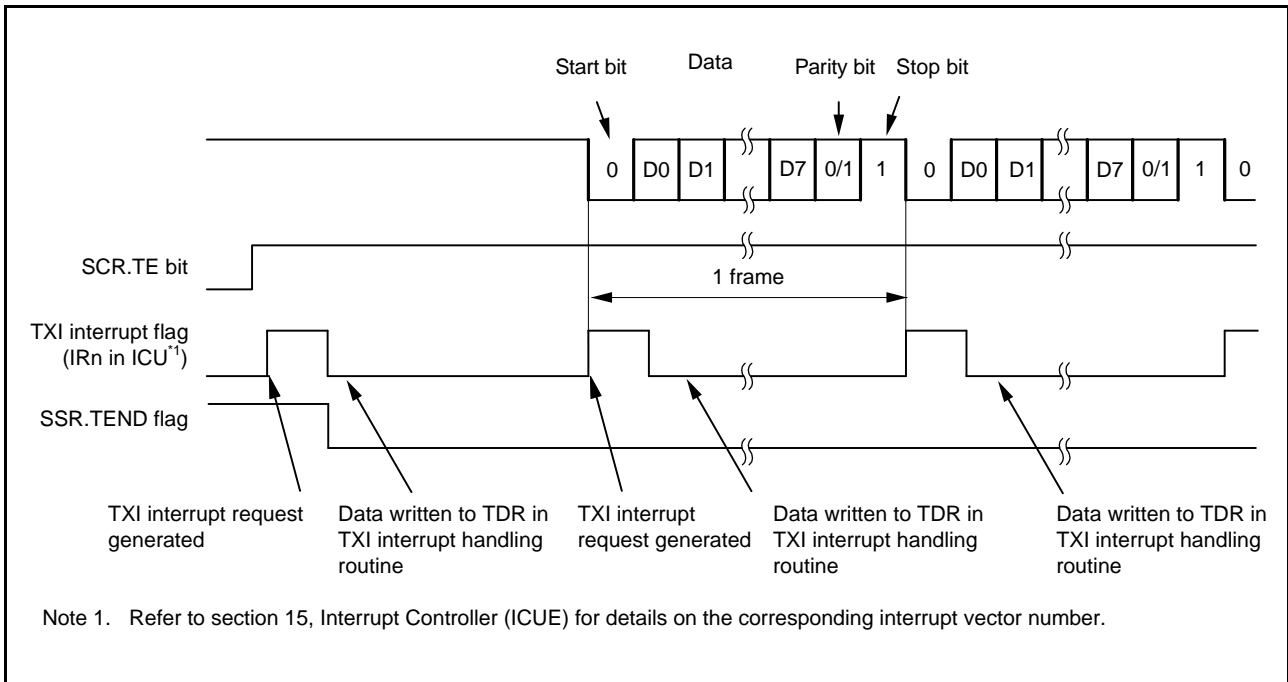 Start bit Data Parity bit Stop bit
0 D0 D1 D7 0/1 1 0 D0 D1 D7 0/1 1 0
SCR.TE bit
1 frame
TXI interrupt flag
(IRn in ICU*1)
SSR.TEND flag
TXI interrupt request
generated
Data written to TDR in
TXI interrupt handling
routine
TXI interrupt
request generated
Data written to TDR in
TXI interrupt handling
routine
Data written to TDR in
TXI interrupt handling
routine
Note 1. Refer to section 15, Interrupt Controller (ICUE) for details on the corresponding interrupt vector number.